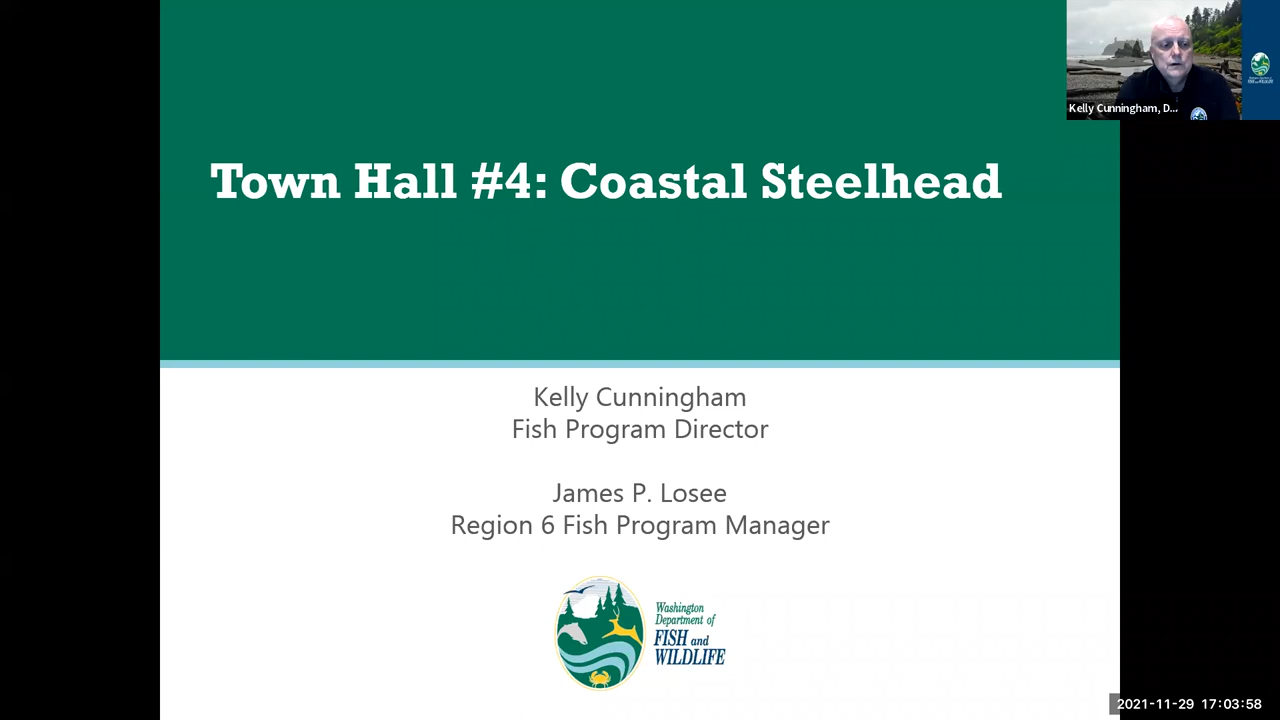 Town Hall #4: Coastal Steelhead
Kelly Cunningham, D...
Kelly Cunningham
Fish Program Director
James P. Losee
Region 6 Fish Program Manager
Washington
Department of
FISH and
WILDLIFE
2021-11-29 17:03:58